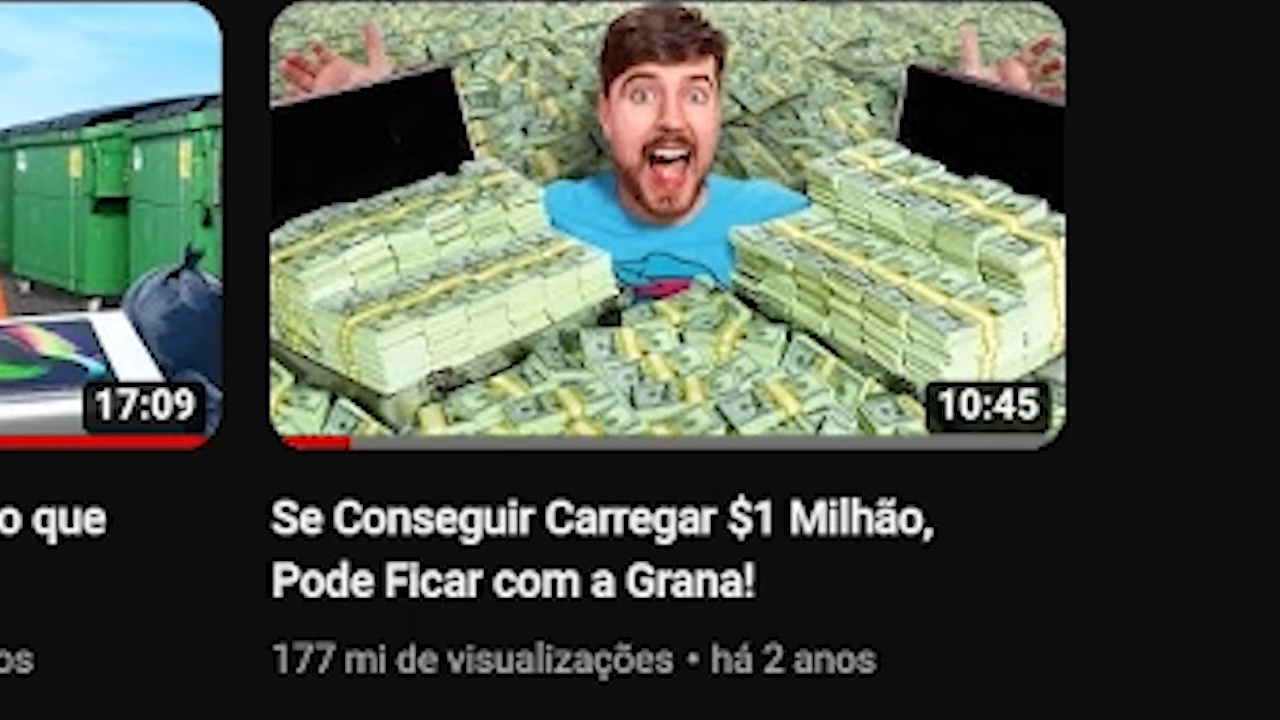 17:09
10:45
o que
Se Conseguir Carregar $1 Milhão,
Pode Ficar com a Grana!
os
177 mi de visualizações • há 2 anos